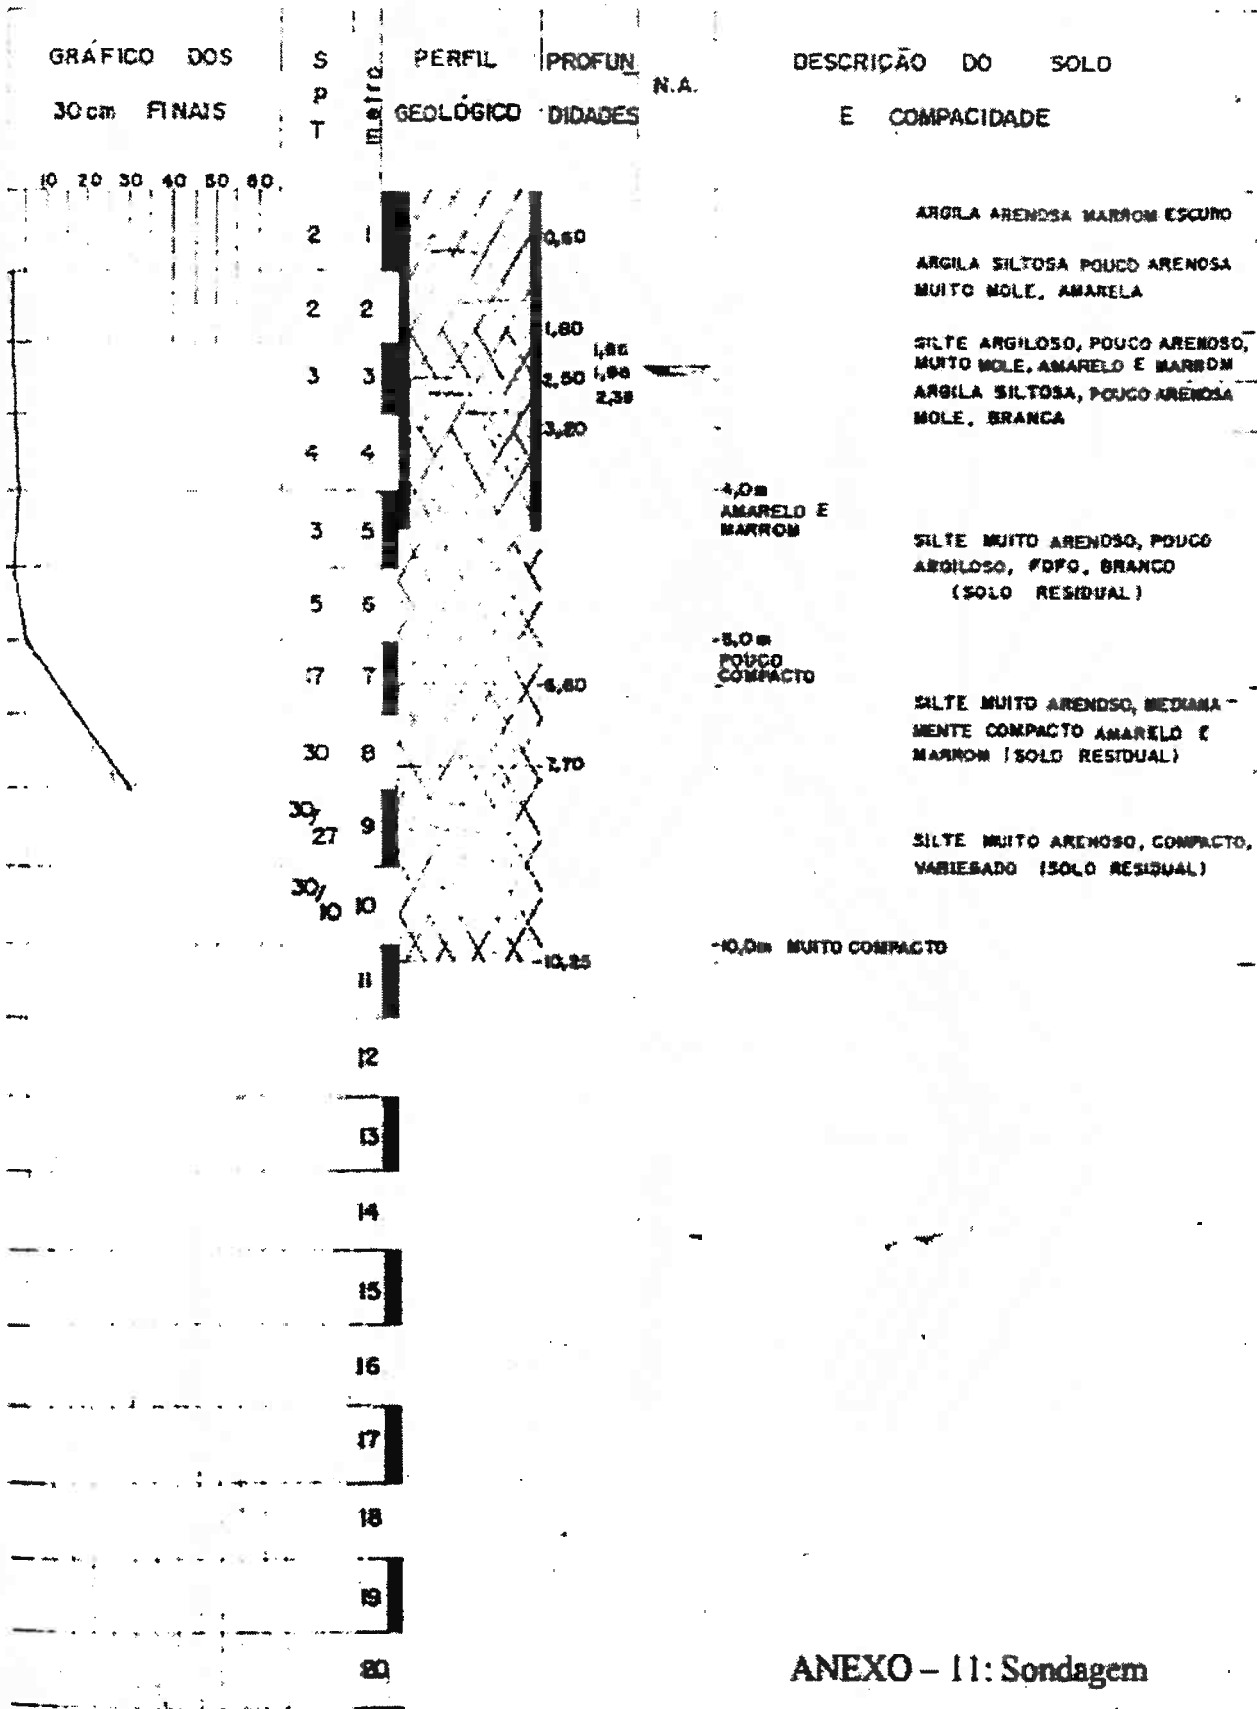 GRÁFICO DOS
30cm FINAIS
S
P
T
metro
PERFIL
GEOLÓGICO
PROFUN
DIDADES
N.A.
DESCRIÇÃO DO SOLO
E COMPACIDADE
10 20 30 40 50 60
2 1
2 2
3 3
4 4
3 5
5 6
17 7
30 8
30/27 9
30/10 10
11
12
13
14
15
16
17
18
19
20
0,60
1,80
2,50
3,20
6,60
7,70
10,25
2,38
ARGILA ARENOSA MARROM ESCURO
ARGILA SILTOSA POUCO ARENOSA
MUITO MOLE, AMARELA
SILTE ARGILOSO, POUCO ARENOSO,
MUITO MOLE, AMARELO E MARROM
ARGILA SILTOSA, POUCO ARENOSA
MOLE, BRANCA
-4,0m
AMARELO E
MARROM
SILTE MUITO ARENOSO, POUCO
ARGILOSO, FOFO, BRANCO
(SOLO RESIDUAL)
POUCO
COMPACTO
SILTE MUITO ARENOSO, MEDIANA-
MENTE COMPACTO AMARELO E
MARROM (SOLO RESIDUAL)
SILTE MUITO ARENOSO, COMPACTO,
VARIEGADO (SOLO RESIDUAL)
-10,0m MUITO COMPACTO
ANEXO – 11: Sondagem